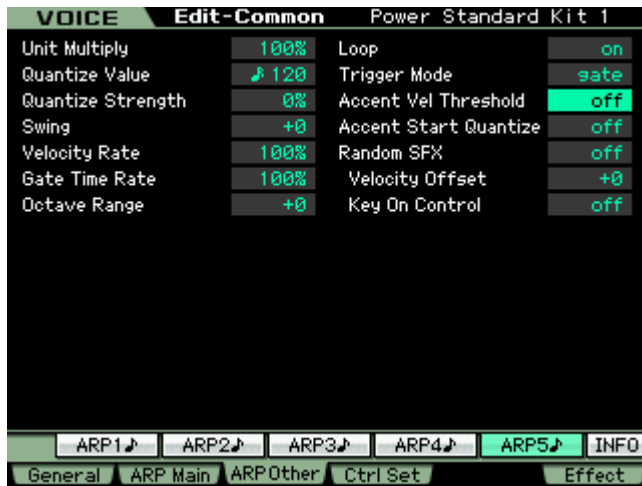 VOICE Edit-Common Power Standard Kit 1
Unit Multiply 100% Loop on
Quantize Value ♪ 120 Trigger Mode gate
Quantize Strength 0% Accent Vel Threshold off
Swing +0 Accent Start Quantize off
Velocity Rate 100% Random SFX off
Gate Time Rate 100% Velocity Offset +0
Octave Range +0 Key On Control off
ARP1♪ ARP2♪ ARP3♪ ARP4♪ ARP5♪ INFO
General ARP Main ARP Other Ctrl Set Effect